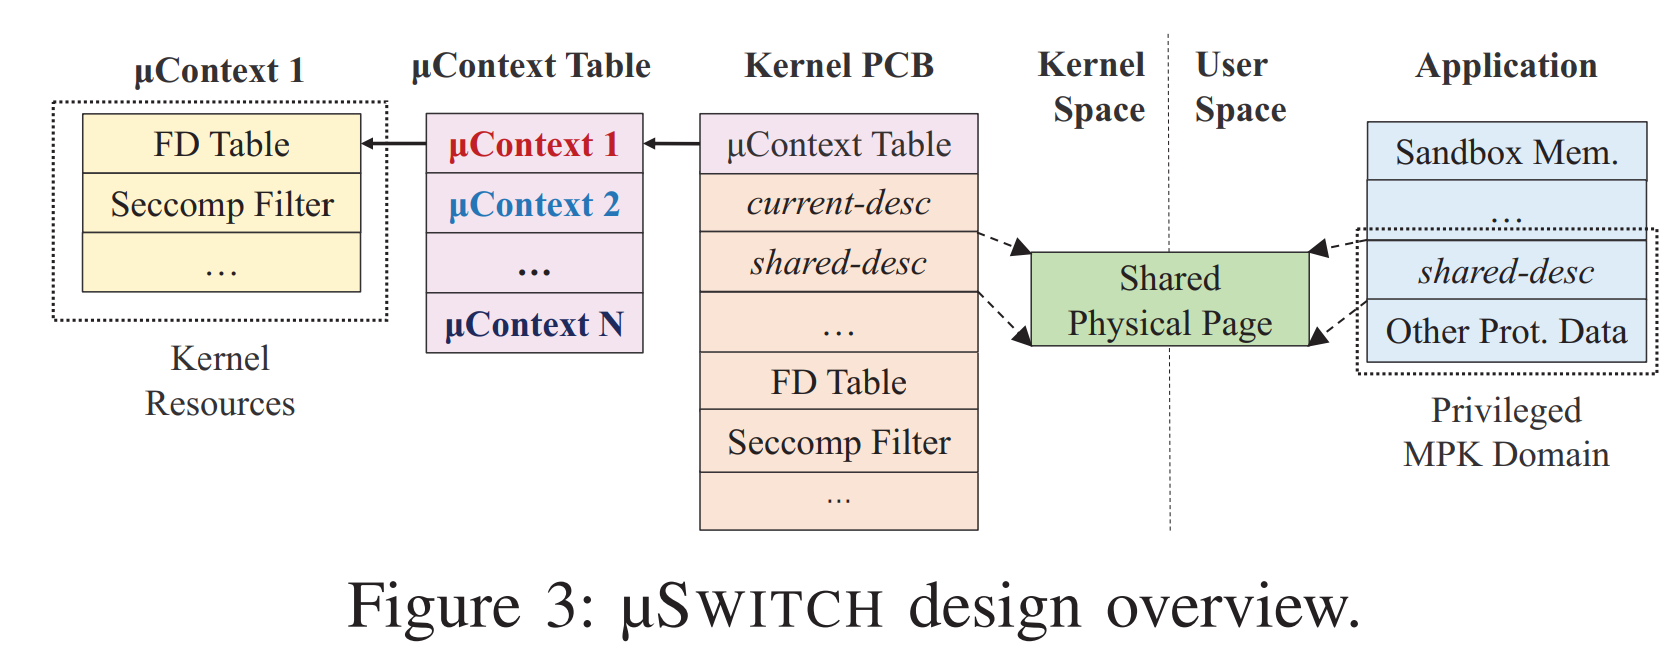 μContext 1
FD Table
Seccomp Filter
...
Kernel
Resources
μContext Table
μContext 1
μContext 2
...
μContext N
Kernel PCB
μContext Table
current-desc
shared-desc
...
FD Table
Seccomp Filter
...
Kernel
Space
User
Space
Shared
Physical Page
Application
Sandbox Mem.
...
shared-desc
Other Prot. Data
Privileged
MPK Domain
Figure 3: μSWITCH design overview.